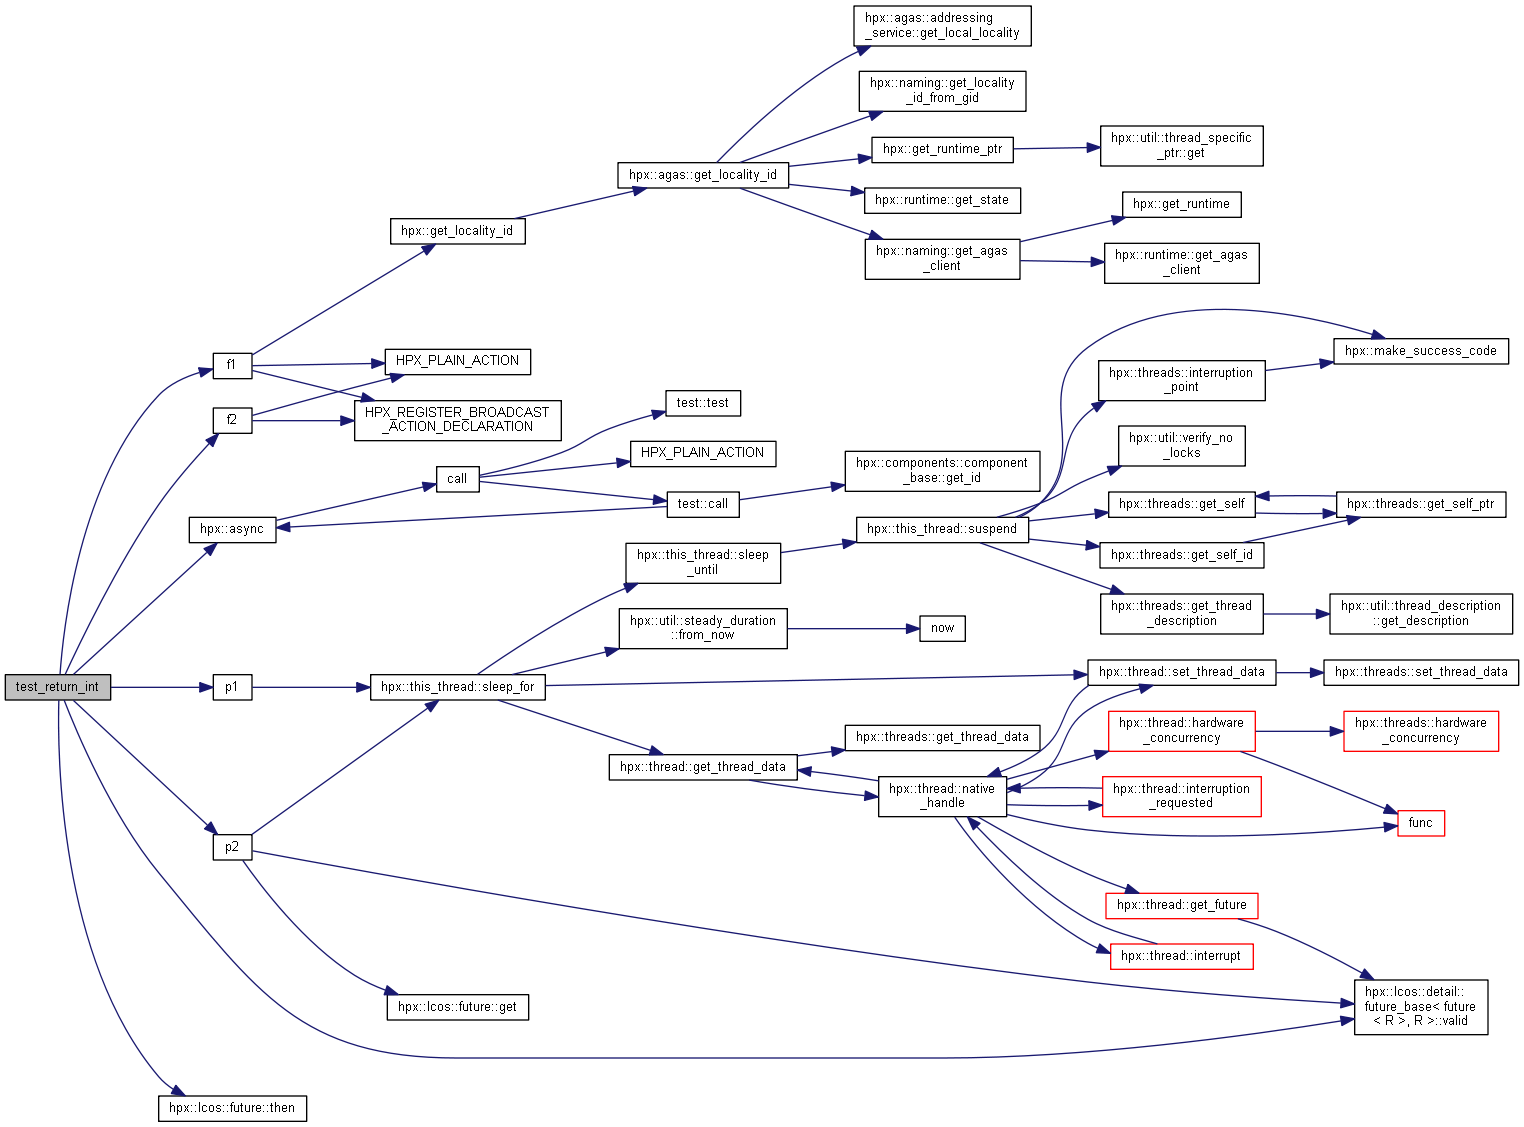 hpx::agas::addressing
_service::get_local_locality
hpx::naming::get_locality
_id_from_gid
hpx::get_runtime_ptr
hpx::util::thread_specific
_ptr::get
hpx::agas::get_locality_id
hpx::runtime::get_state
hpx::get_runtime
hpx::get_locality_id
hpx::naming::get_agas
_client
hpx::runtime::get_agas
_client
f1
HPX_PLAIN_ACTION
hpx::make_success_code
hpx::threads::interruption
_point
f2
HPX_REGISTER_BROADCAST
_ACTION_DECLARATION
test::test
hpx::util::verify_no
_locks
HPX_PLAIN_ACTION
call
hpx::components::component
_base::get_id
test::call
hpx::threads::get_self
hpx::threads::get_self_ptr
hpx::async
hpx::this_thread::suspend
hpx::threads::get_self_id
hpx::this_thread::sleep
_until
hpx::threads::get_thread
_description
hpx::util::thread_description
::get_description
hpx::util::steady_duration
::from_now
now
test_return_int
p1
hpx::this_thread::sleep_for
hpx::thread::set_thread_data
hpx::threads::set_thread_data
hpx::threads::get_thread_data
hpx::thread::hardware
_concurrency
hpx::threads::hardware
_concurrency
hpx::thread::get_thread_data
hpx::thread::native
_handle
hpx::thread::interruption
_requested
func
p2
hpx::thread::get_future
hpx::thread::interrupt
hpx::lcos::future::get
hpx::lcos::detail::
future_base< future
< R >, R >::valid
hpx::lcos::future::then